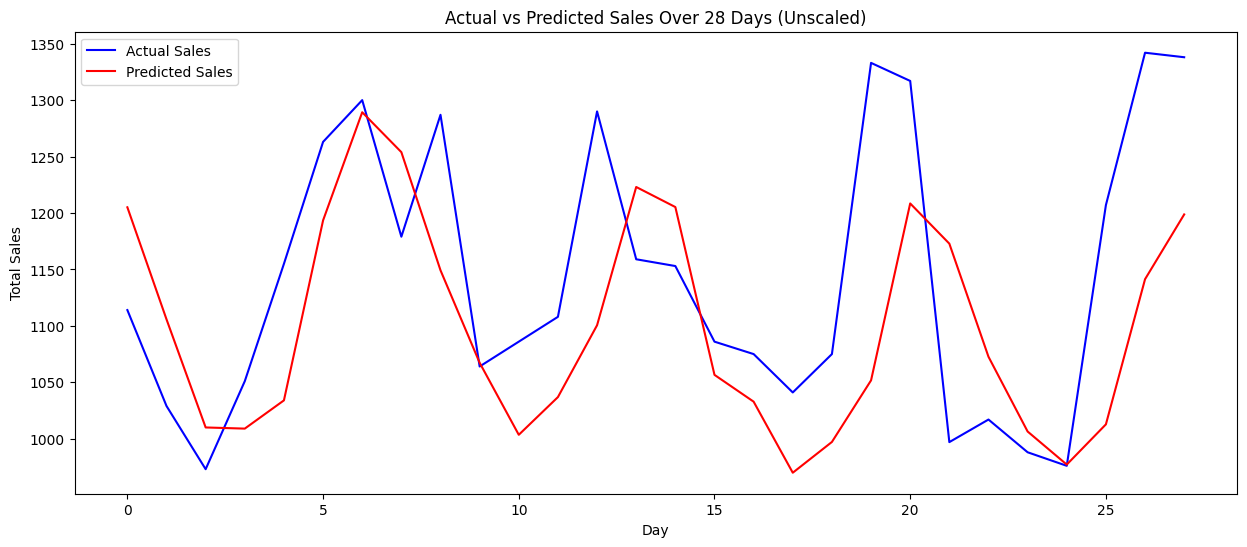 Actual vs Predicted Sales Over 28 Days (Unscaled)
Actual Sales
Predicted Sales
Total Sales
1350
1300
1250
1200
1150
1100
1050
1000
0 5 10 15 20 25
Day